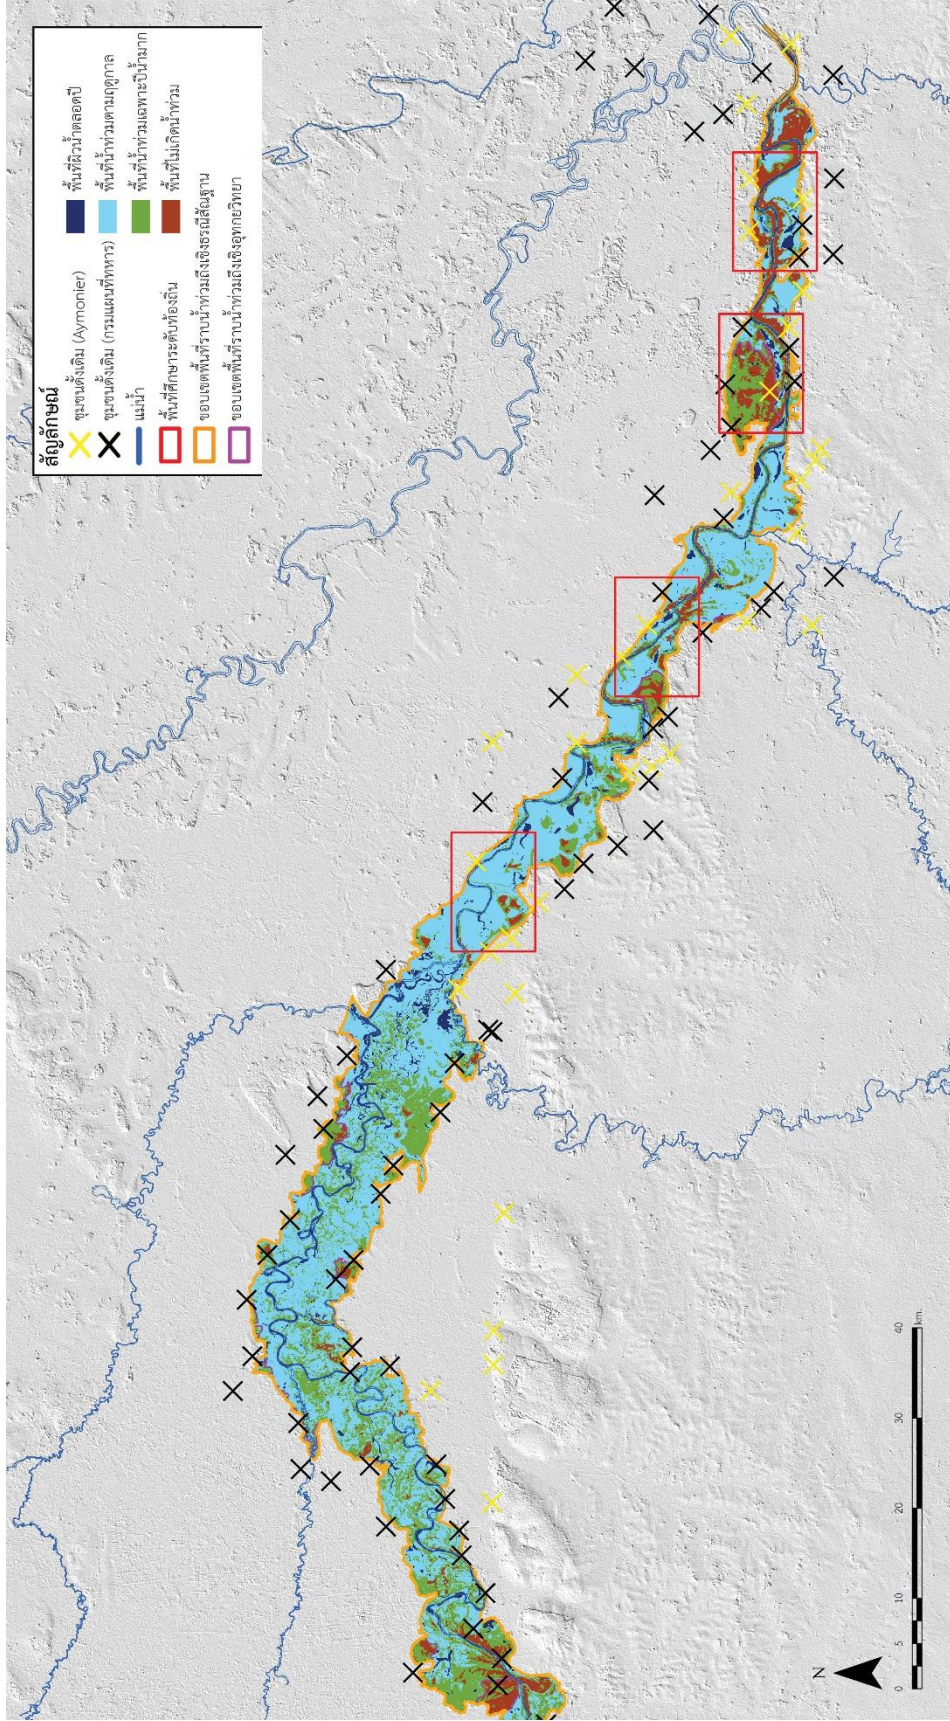 สัญลักษณ์
ชุมชนดั้งเดิม (Aymonier)
ชุมชนดั้งเดิม (กรมแผนที่ทหาร)
แม่น้ำ
พื้นที่ศึกษาระดับท้องถิ่น
ขอบเขตพื้นที่ราบน้ำท่วมถึงเชิงธรณีสัณฐาน
ขอบเขตพื้นที่ราบน้ำท่วมถึงเชิงอุทกวิทยา
พื้นที่ผิวน้ำตลอดปี
พื้นที่น้ำท่วมตามฤดูกาล
พื้นที่น้ำท่วมเฉพาะปีน้ำมาก
พื้นที่ไม่เกิดน้ำท่วม
N
0 5 10 20 30 40
km.